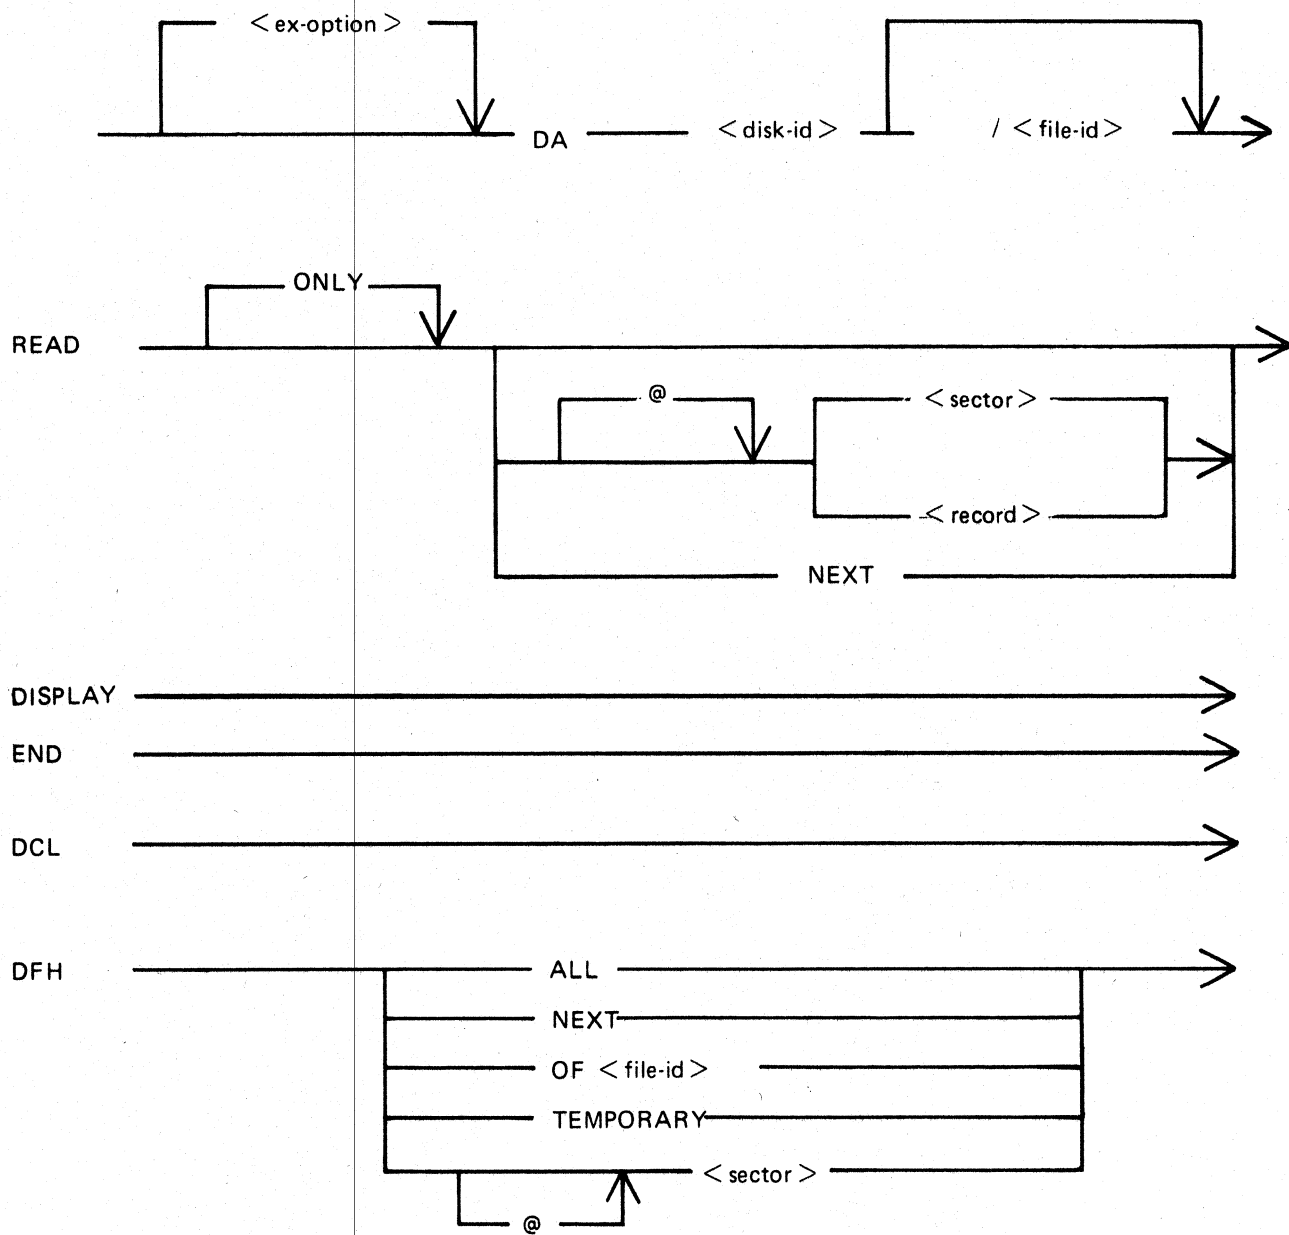 <ex-option>
DA <disk-id> / <file-id>
ONLY
READ
@ <sector>
<record>
NEXT
DISPLAY
END
DCL
DFH ALL
NEXT
OF <file-id>
TEMPORARY
<sector>
@